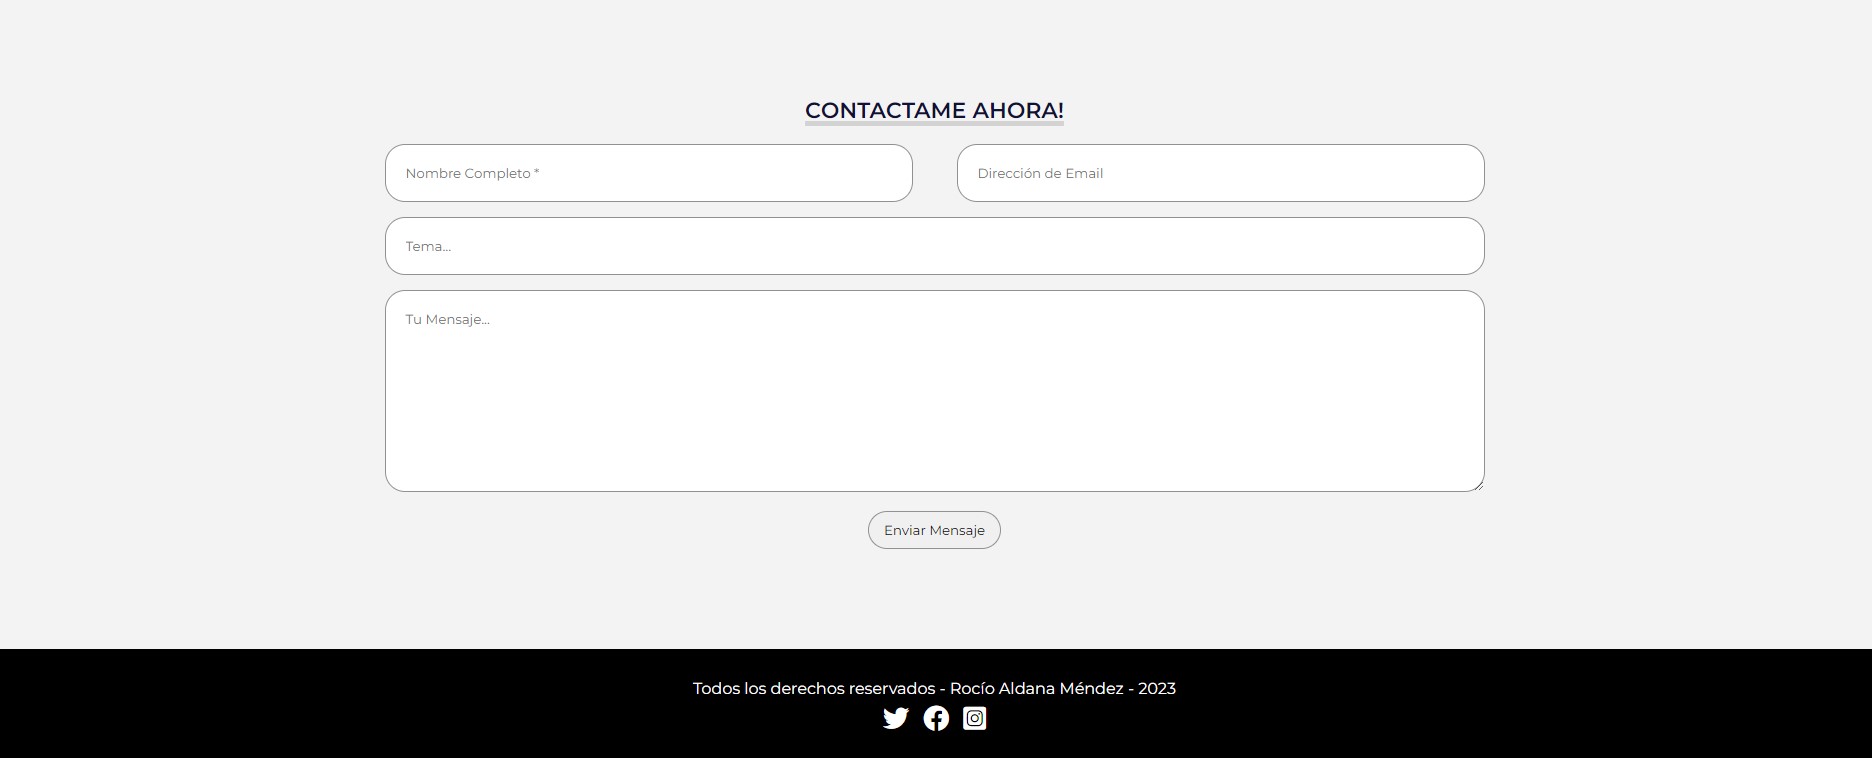 CONTACTAME AHORA!
Nombre Completo *
Dirección de Email
Tema...
Tu Mensaje...
Enviar Mensaje
Todos los derechos reservados - Rocío Aldana Méndez - 2023